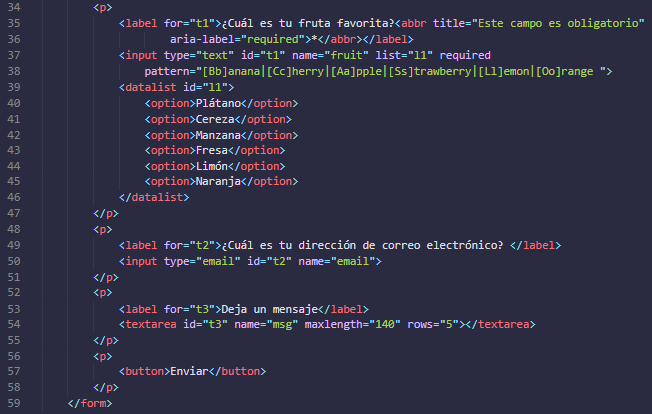 34 <p>
35 <label for="t1">¿Cuál es tu fruta favorita?<abbr title="Este campo es obligatorio"
36 aria-label="required">*</abbr></label>
37 <input type="text" id="t1" name="fruit" list="l1" required
38 pattern="[Bb]anana|[Cc]herry|[Aa]pple|[Ss]trawberry|[Ll]emon|[Oo]range ">
39 <datalist id="l1">
40 <option>Plátano</option>
41 <option>Cereza</option>
42 <option>Manzana</option>
43 <option>Fresa</option>
44 <option>Limón</option>
45 <option>Naranja</option>
46 </datalist>
47 </p>
48 <p>
49 <label for="t2">¿Cuál es tu dirección de correo electrónico? </label>
50 <input type="email" id="t2" name="email">
51 </p>
52 <p>
53 <label for="t3">Deja un mensaje</label>
54 <textarea id="t3" name="msg" maxlength="140" rows="5"></textarea>
55 </p>
56 <p>
57 <button>Enviar</button>
58 </p>
59 </form>